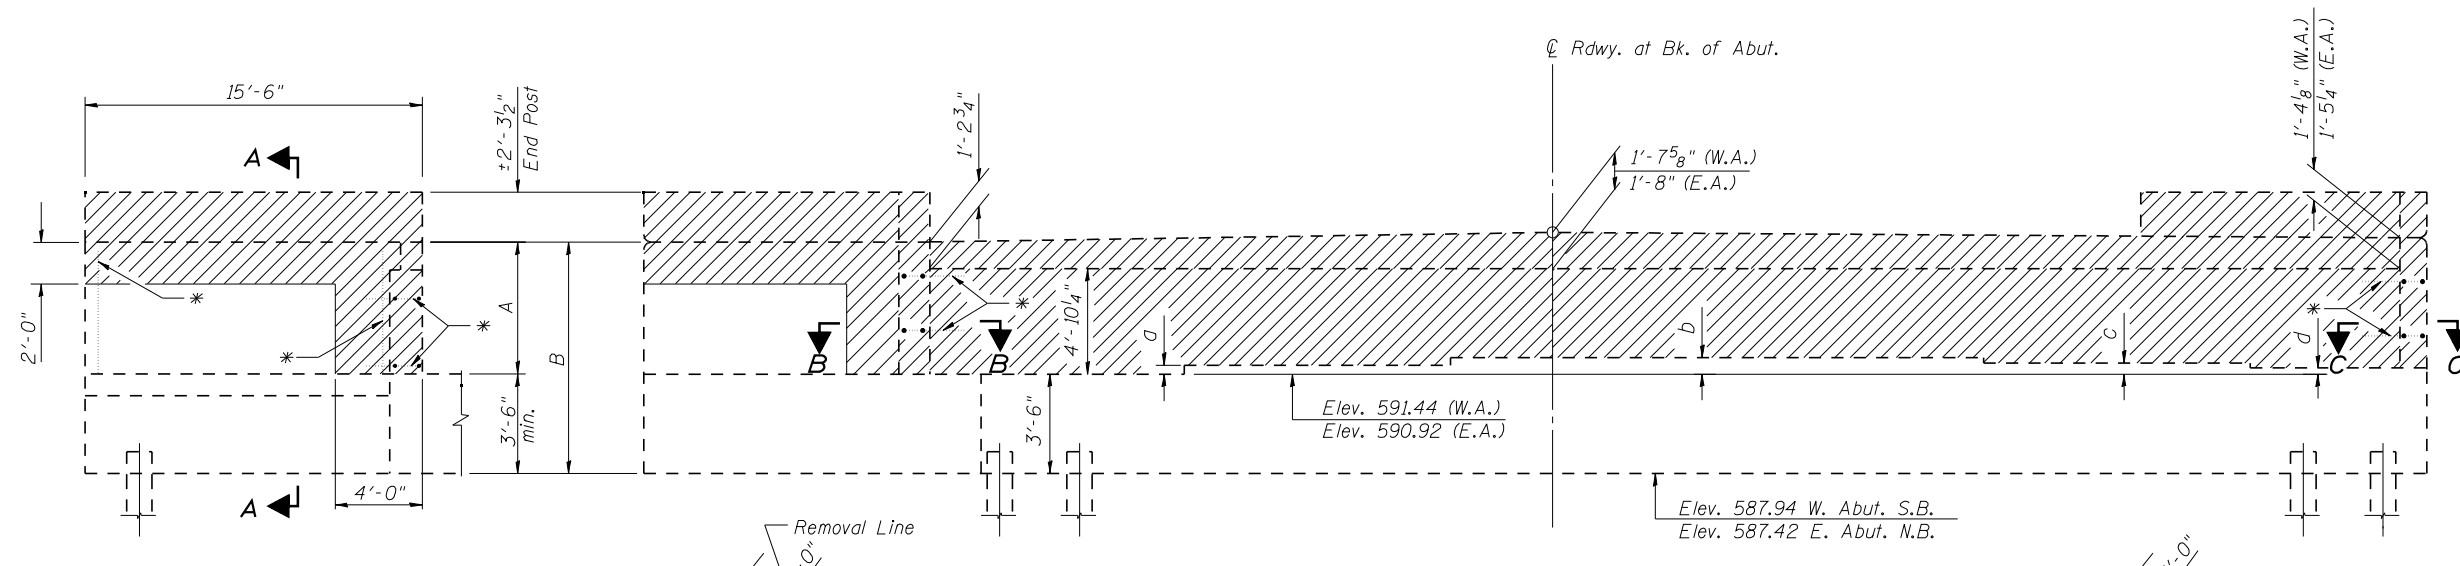 ℄ Rdwy. at Bk. of Abut.
15'-6"
±2'-3½"
End Post
1'-2¾"
1'-4⅛" (W.A.)
1'-5¼" (E.A.)
A
1'-7⅝" (W.A.)
1'-8" (E.A.)
2'-0"
*
*
*
A
B
*
B
B
4'-10¼"
a
b
c
d
*
C
C
3'-6"
min.
3'-6"
Elev. 591.44 (W.A.)
Elev. 590.92 (E.A.)
A
4'-0"
Elev. 587.94 W. Abut. S.B.
Elev. 587.42 E. Abut. N.B.
Removal Line